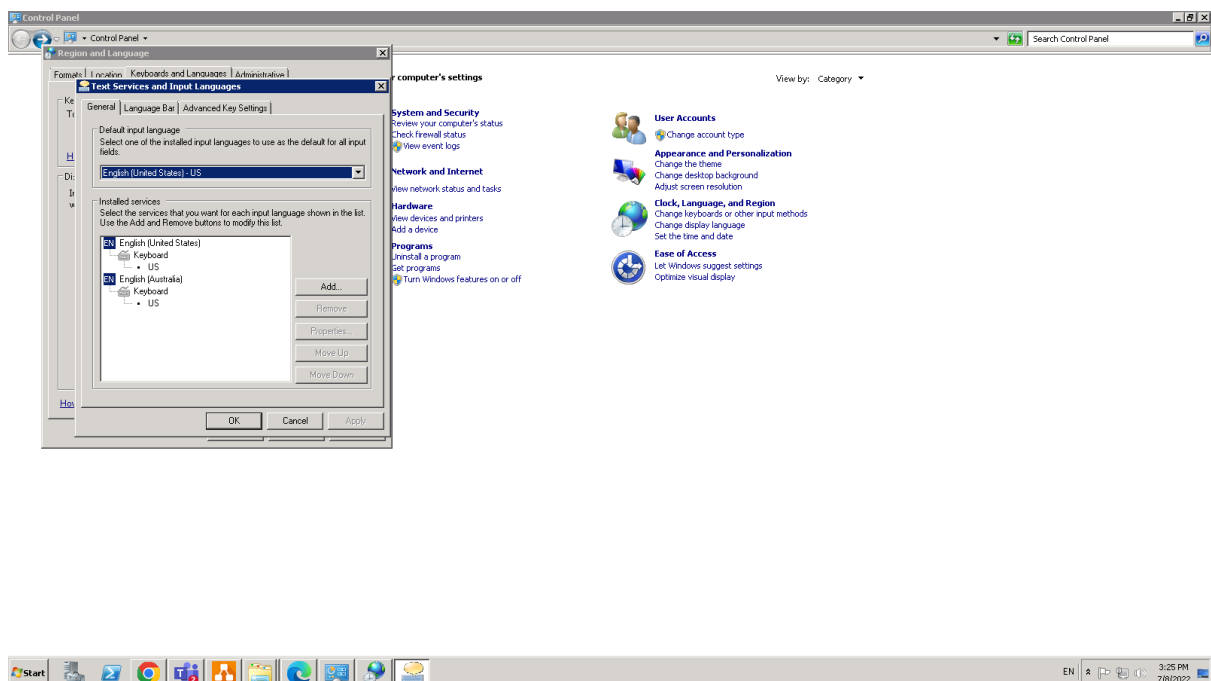 Control Panel
Control Panel
Search Control Panel
Region and Language
Formats Location Keyboards and Languages Administrative
Text Services and Input Languages
General Language Bar Advanced Key Settings
Default input language
Select one of the installed input languages to use as the default for all input
fields.
English (United States) - US
Installed services
Select the services that you want for each input language shown in the list.
Use the Add and Remove buttons to modify this list.
EN English (United States)
Keyboard
US
EN English (Australia)
Keyboard
US
Add...
Remove
Properties...
Move Up
Move Down
OK Cancel Apply
computer's settings
View by: Category
System and Security
Review your computer's status
Check firewall status
View event logs
Network and Internet
View network status and tasks
Hardware
View devices and printers
Add a device
Programs
Uninstall a program
Get programs
Turn Windows features on or off
User Accounts
Change account type
Appearance and Personalization
Change the theme
Change desktop background
Adjust screen resolution
Clock, Language, and Region
Change keyboards or other input methods
Change display language
Set the time and date
Ease of Access
Let Windows suggest settings
Optimize visual display
Start
EN
3:25 PM
7/8/2022